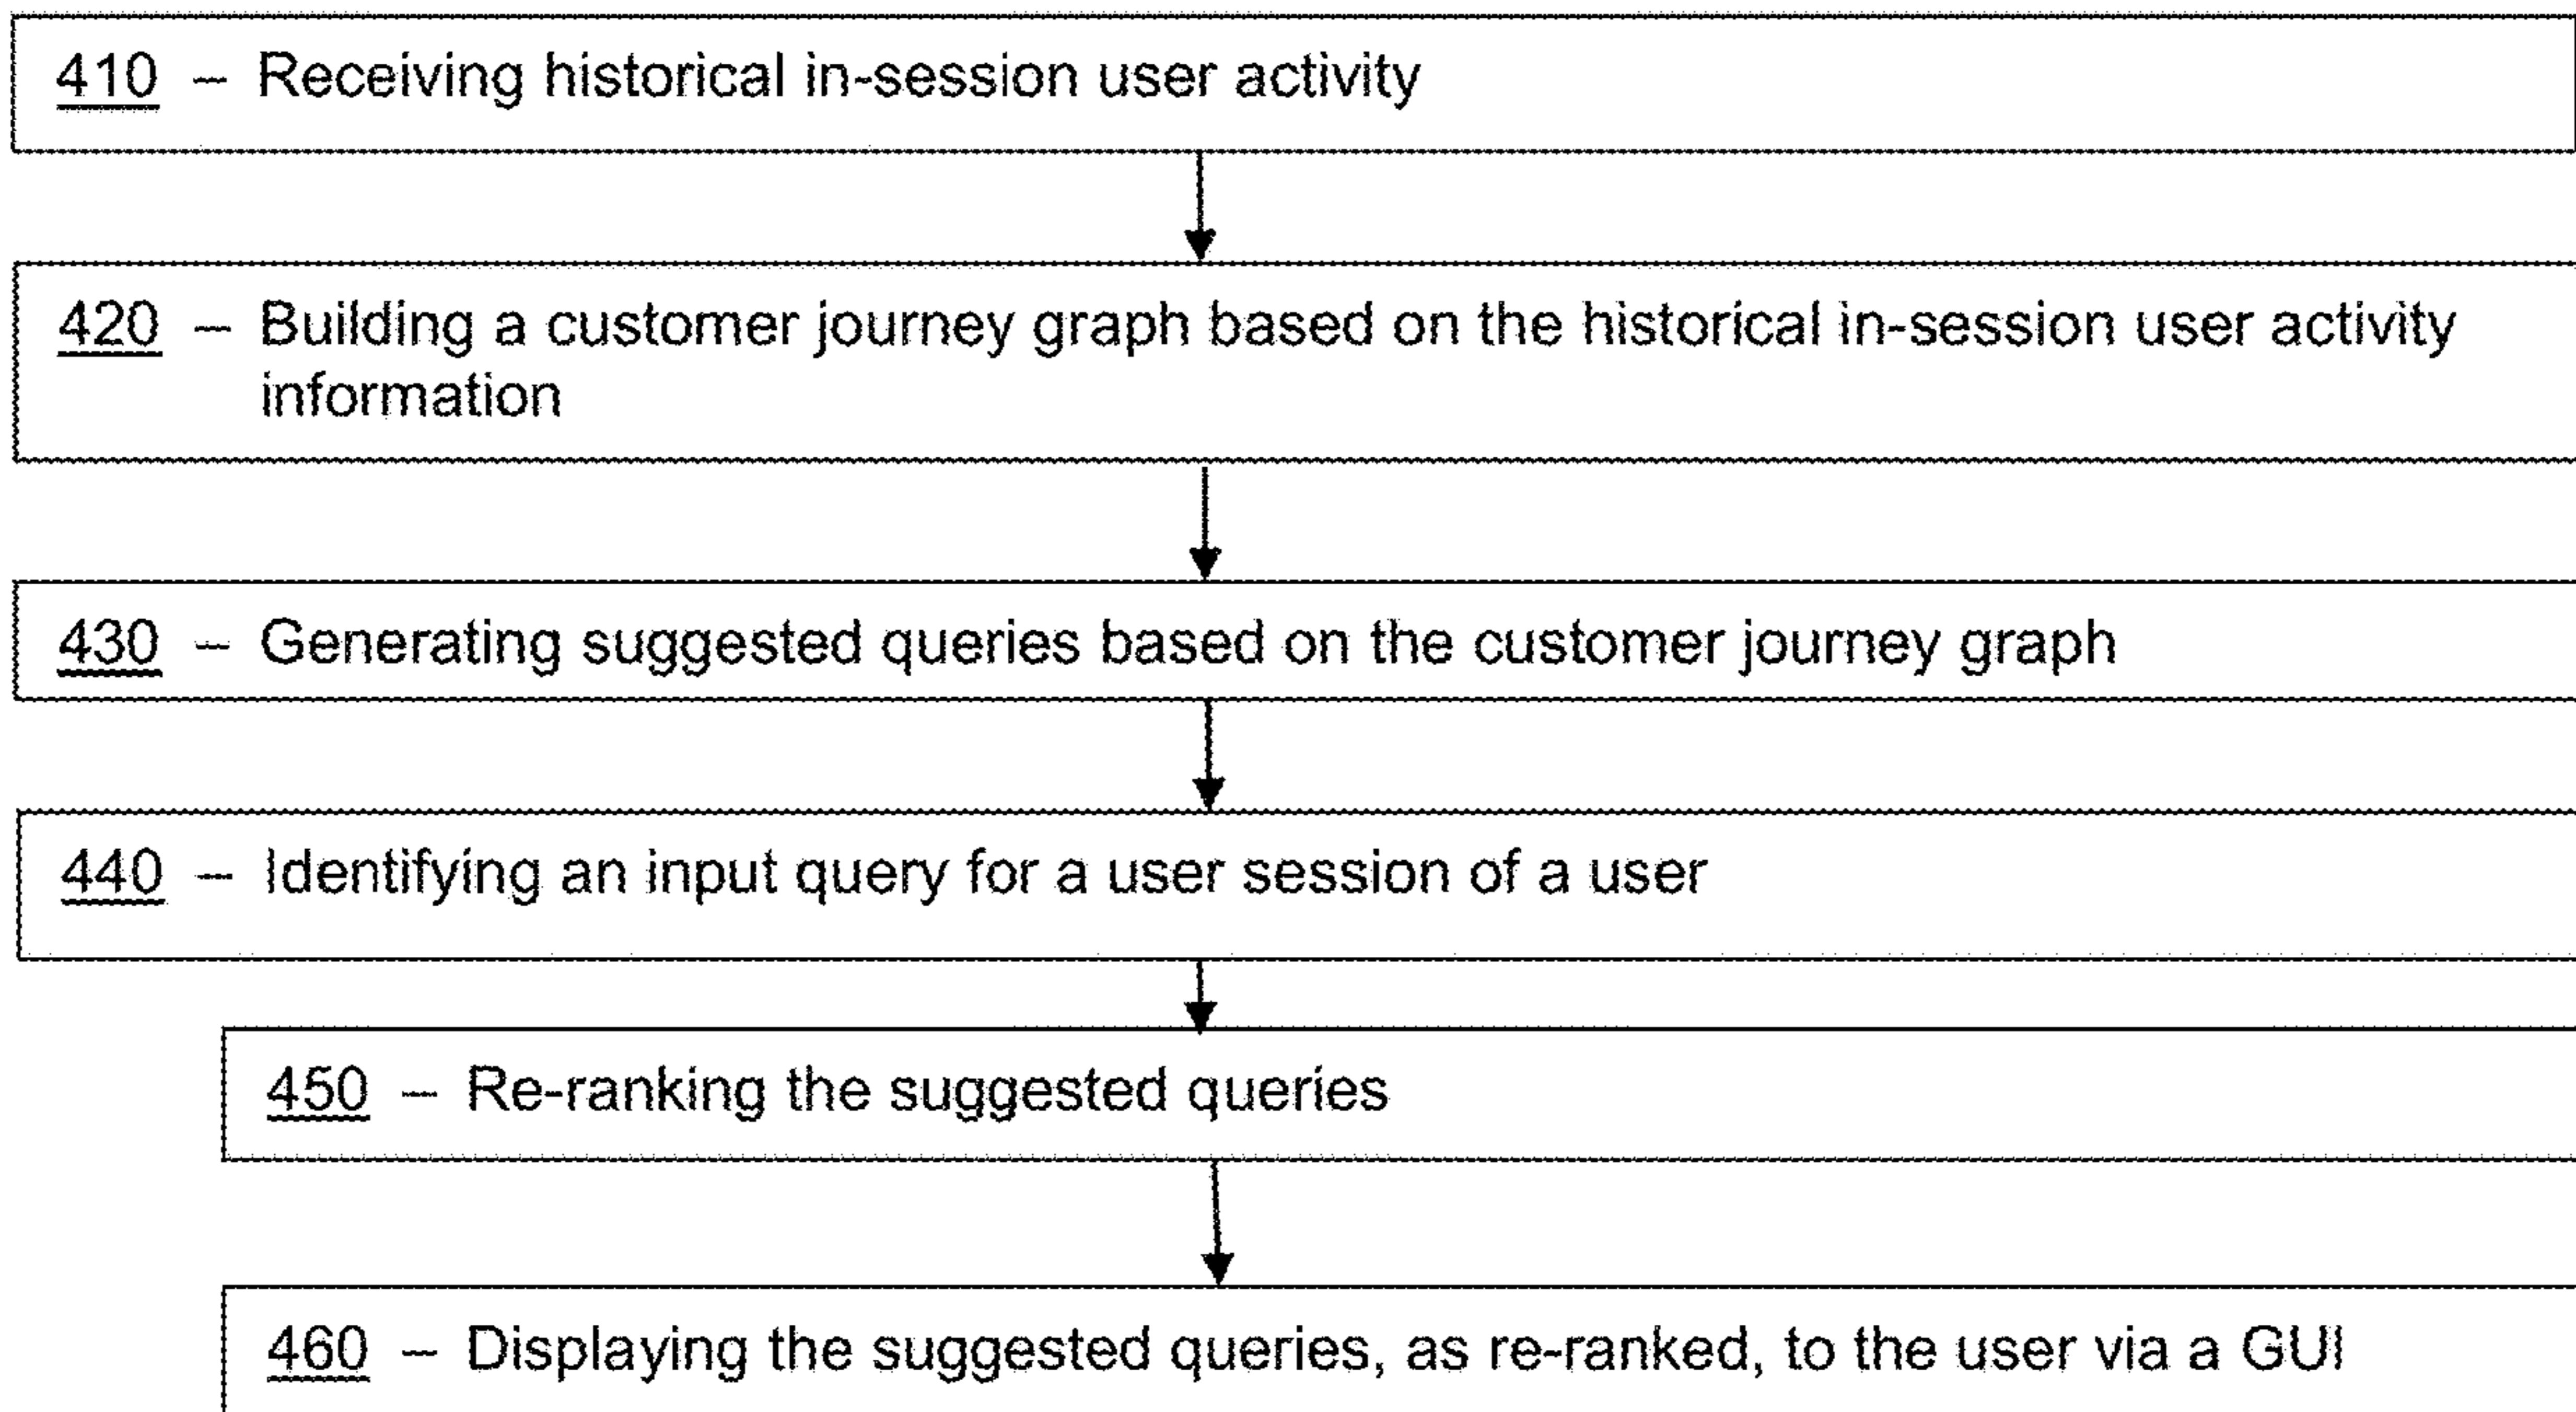 410 – Receiving historical in-session user activity
420 – Building a customer journey graph based on the historical in-session user activity
information
430 – Generating suggested queries based on the customer journey graph
440 – Identifying an input query for a user session of a user
450 – Re-ranking the suggested queries
460 – Displaying the suggested queries, as re-ranked, to the user via a GUI